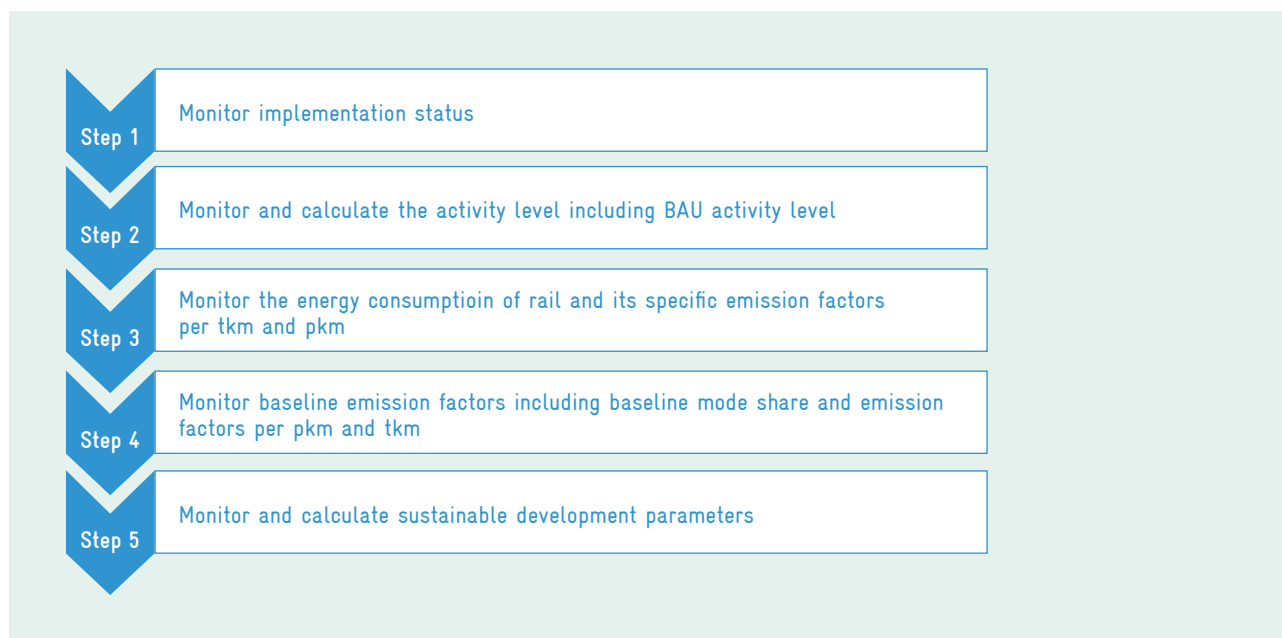 Step 1
Monitor implementation status
Step 2
Monitor and calculate the activity level including BAU activity level
Step 3
Monitor the energy consumptioin of rail and its specific emission factors
per tkm and pkm
Step 4
Monitor baseline emission factors including baseline mode share and emission
factors per pkm and tkm
Step 5
Monitor and calculate sustainable development parameters